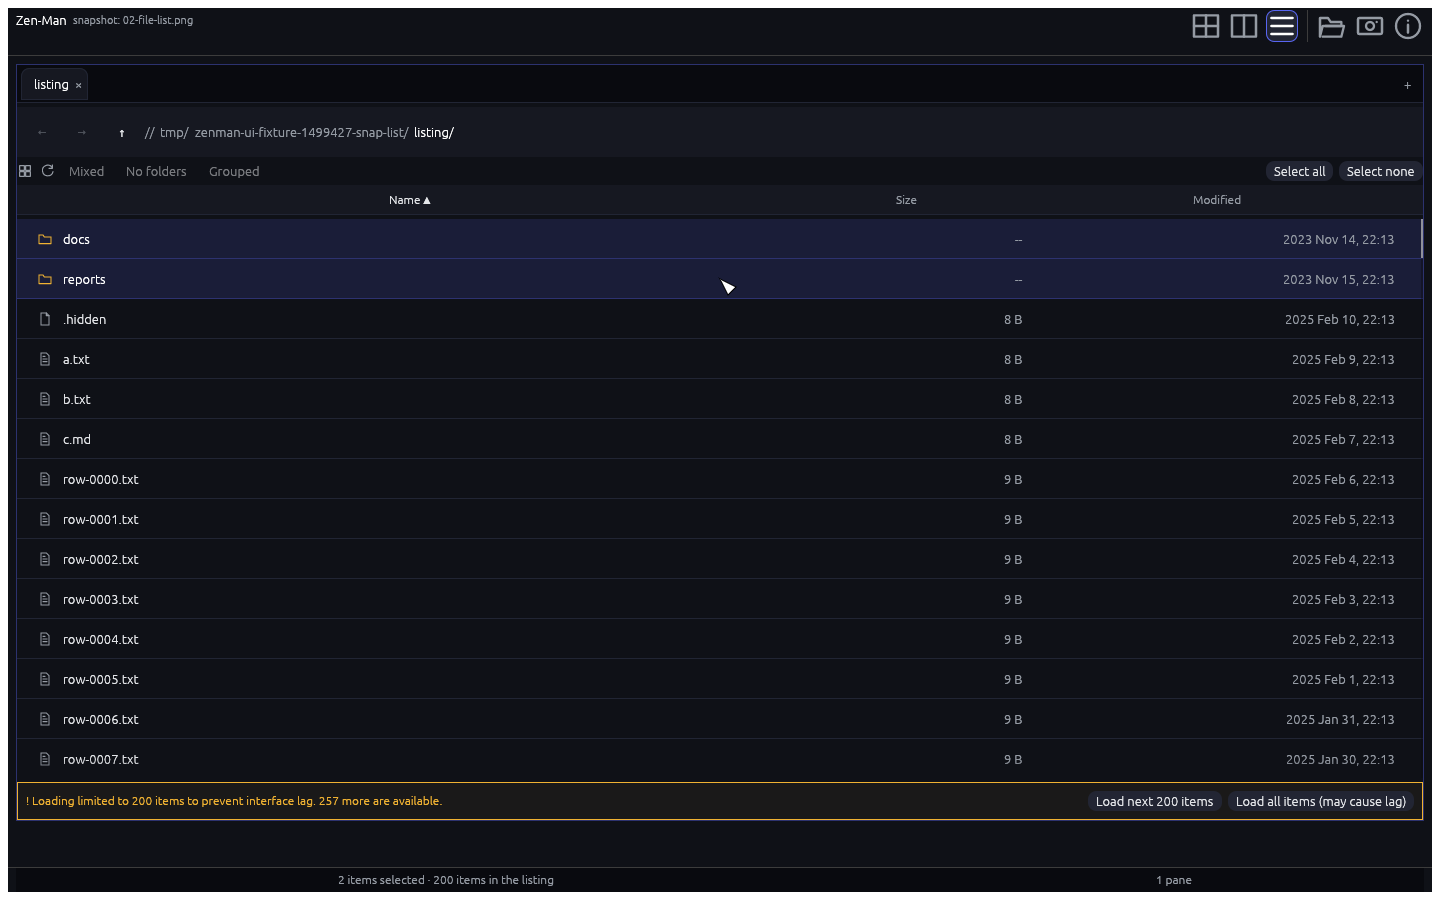 Zen-Man snapshot: 02-file-list.png
listing × +
← → ↑ // tmp/ zenman-ui-fixture-1499427-snap-list/ listing/
Mixed No folders Grouped Select all Select none
Name ▲ Size Modified
docs -- 2023 Nov 14, 22:13
reports -- 2023 Nov 15, 22:13
.hidden 8 B 2025 Feb 10, 22:13
a.txt 8 B 2025 Feb 9, 22:13
b.txt 8 B 2025 Feb 8, 22:13
c.md 8 B 2025 Feb 7, 22:13
row-0000.txt 9 B 2025 Feb 6, 22:13
row-0001.txt 9 B 2025 Feb 5, 22:13
row-0002.txt 9 B 2025 Feb 4, 22:13
row-0003.txt 9 B 2025 Feb 3, 22:13
row-0004.txt 9 B 2025 Feb 2, 22:13
row-0005.txt 9 B 2025 Feb 1, 22:13
row-0006.txt 9 B 2025 Jan 31, 22:13
row-0007.txt 9 B 2025 Jan 30, 22:13
! Loading limited to 200 items to prevent interface lag. 257 more are available. Load next 200 items Load all items (may cause lag)
2 items selected · 200 items in the listing 1 pane